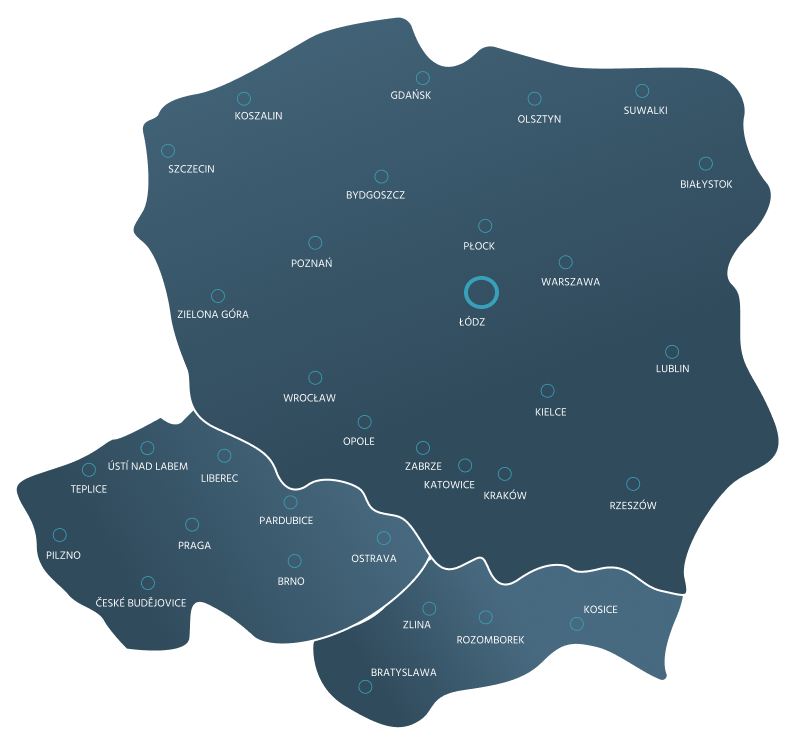 GDAŃSK
KOSZALIN
OLSZTYN
SUWALKI
SZCZECIN
BIAŁYSTOK
BYDGOSZCZ
PŁOCK
POZNAŃ
WARSZAWA
ZIELONA GÓRA
ŁÓDZ
LUBLIN
WROCŁAW
KIELCE
OPOLE
ZABRZE
ÚSTÍ NAD LABEM
LIBEREC
KATOWICE
TEPLICE
KRAKÓW
RZESZÓW
PARDUBICE
PRAGA
PILZNO
OSTRAVA
BRNO
ČESKÉ BUDĚJOVICE
KOSICE
ZLINA
ROZOMBOREK
BRATYSLAWA